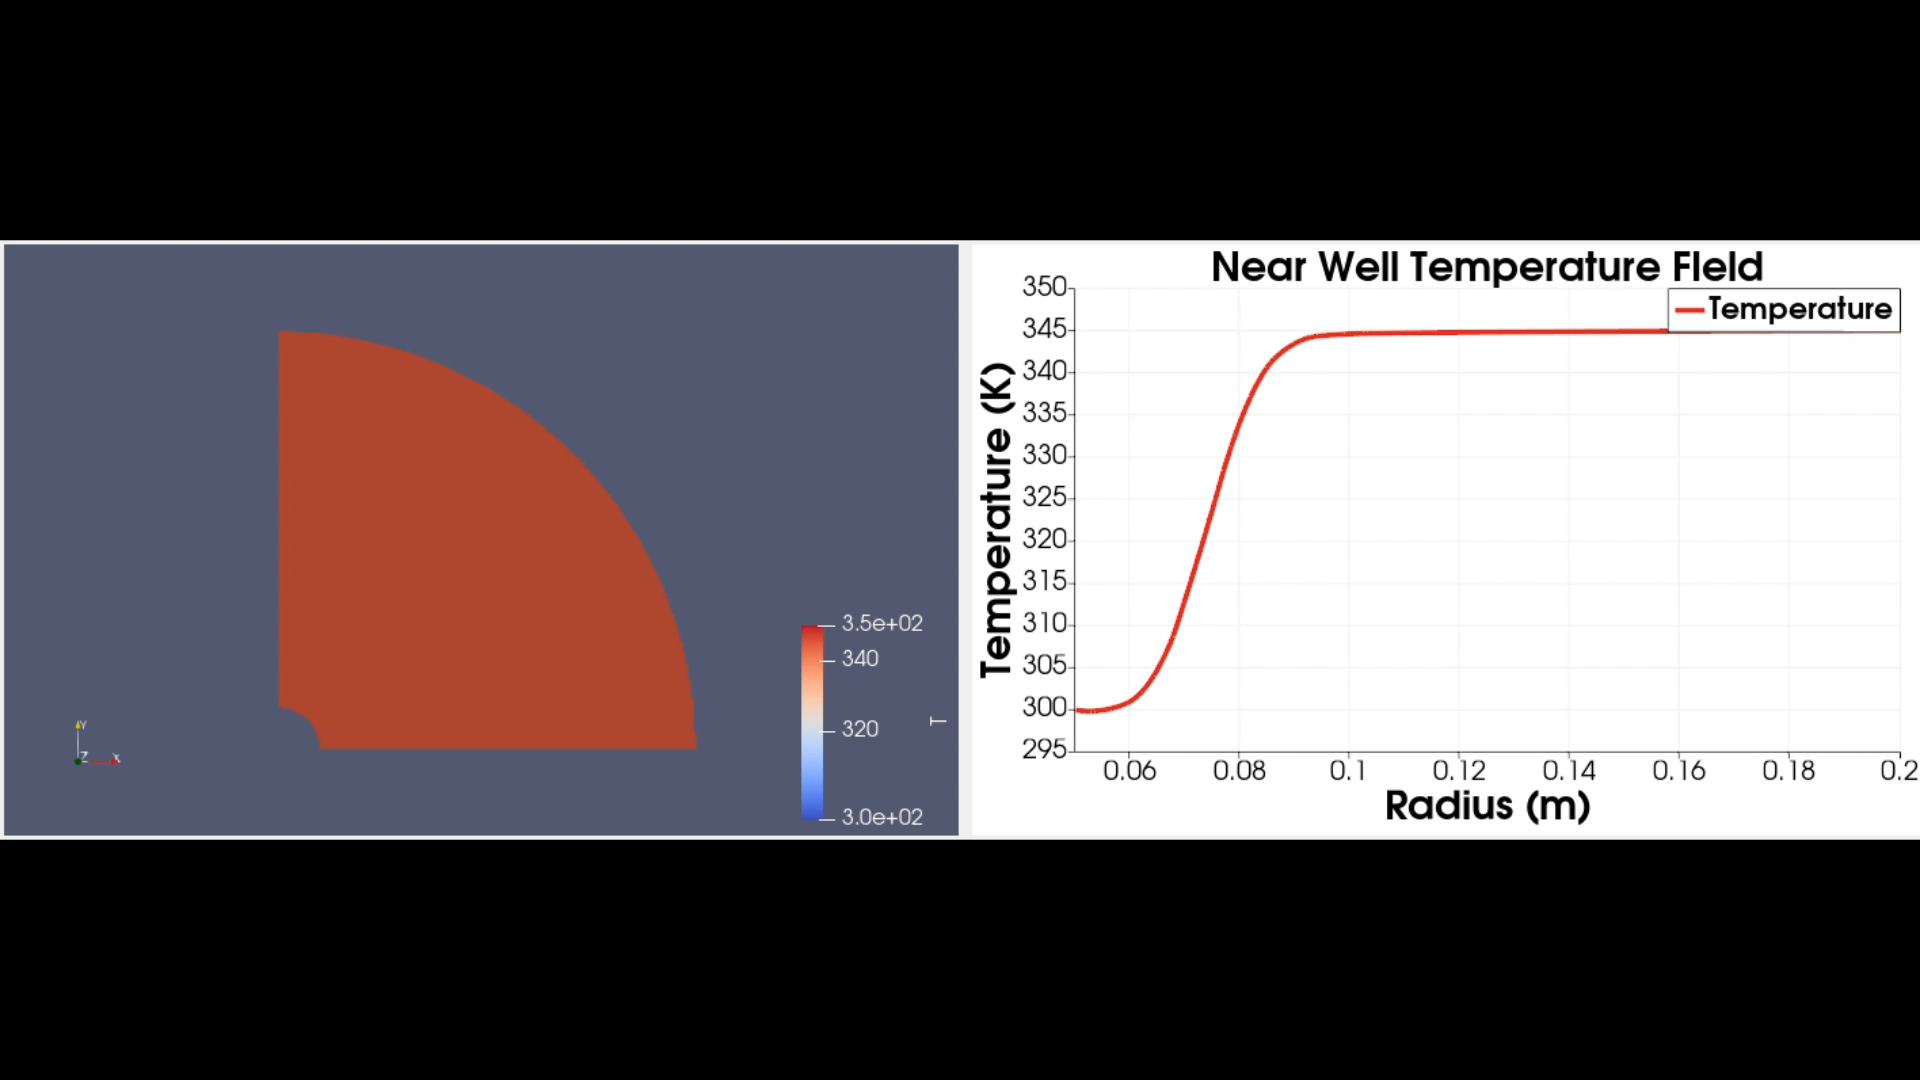 3.5e+02
340
320
3.0e+02
T
Y
Z
X
Near Well Temperature FIeld
Temperature
Temperature (K)
350
345
340
335
330
325
320
315
310
305
300
295
0.06 0.08 0.1 0.12 0.14 0.16 0.18 0.2
Radius (m)